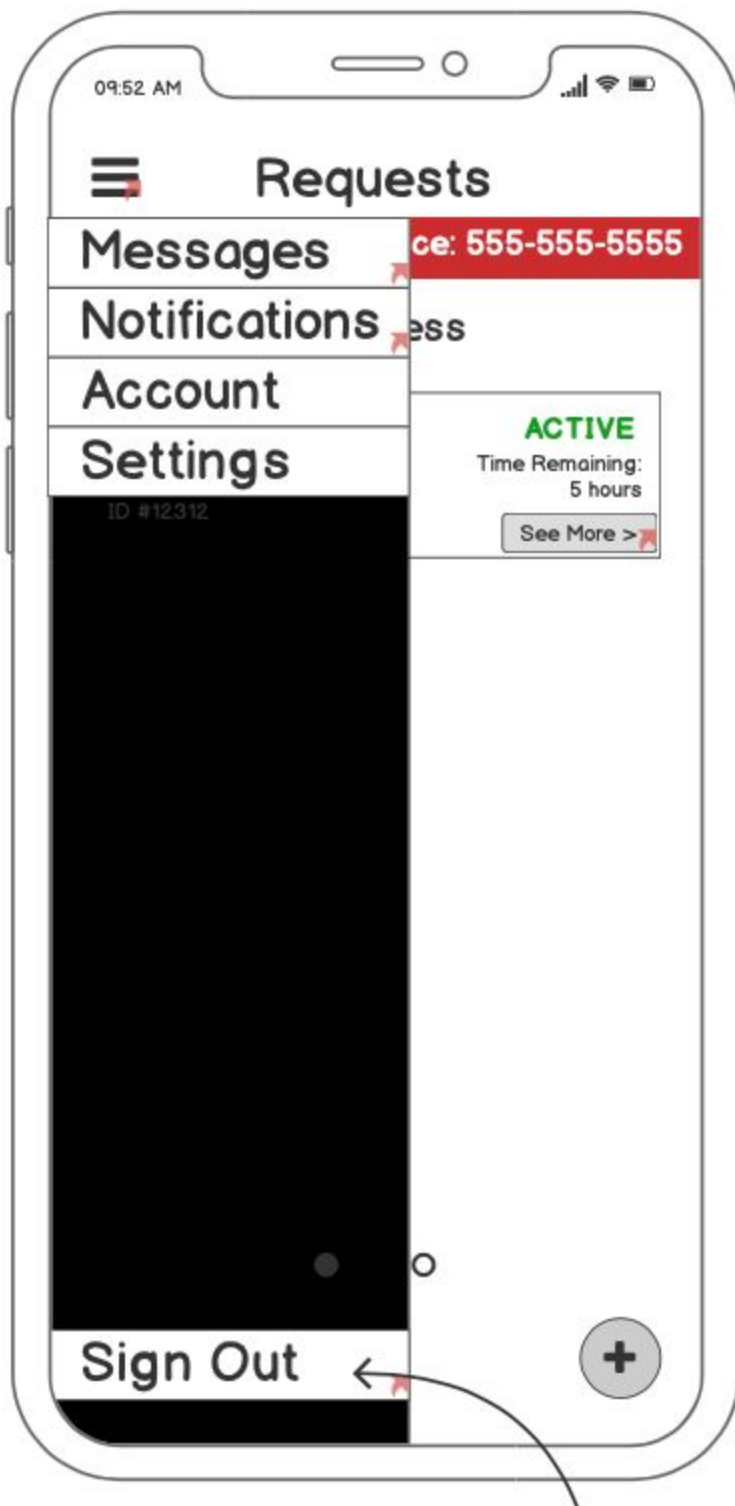 09:52 AM
Requests
Messages
ce: 555-555-5555
Notifications
ess
Account
ACTIVE
Settings
Time Remaining:
5 hours
ID #12312
See More >
Sign Out